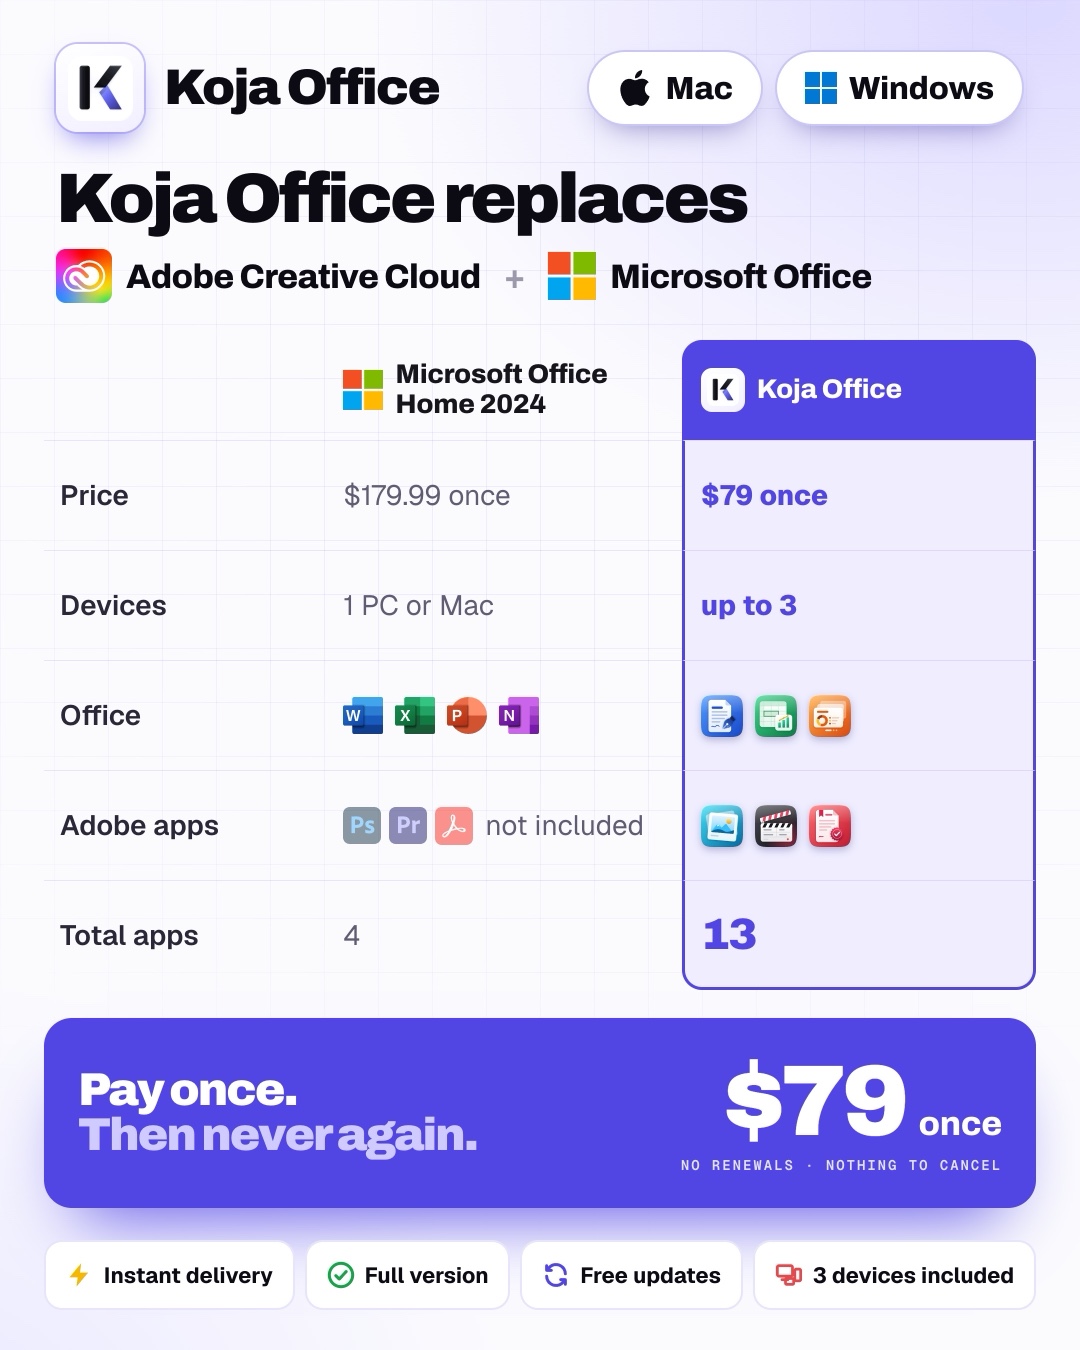 Koja Office
Mac
Windows
Koja Office replaces
Adobe Creative Cloud + Microsoft Office
Microsoft Office
Home 2024
Koja Office
Price
$179.99 once
$79 once
Devices
1 PC or Mac
up to 3
Office
W X P N
Adobe apps
Ps Pr not included
Total apps
4
13
Pay once.
Then never again.
$79 once
NO RENEWALS · NOTHING TO CANCEL
Instant delivery
Full version
Free updates
3 devices included